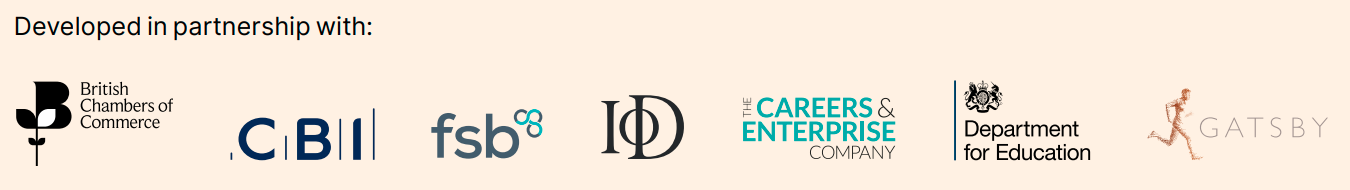 Developed in partnership with:
British
Chambers of
Commerce
CBI
fsb
IoD
THE
CAREERS &
ENTERPRISE
COMPANY
Department
for Education
GATSBY